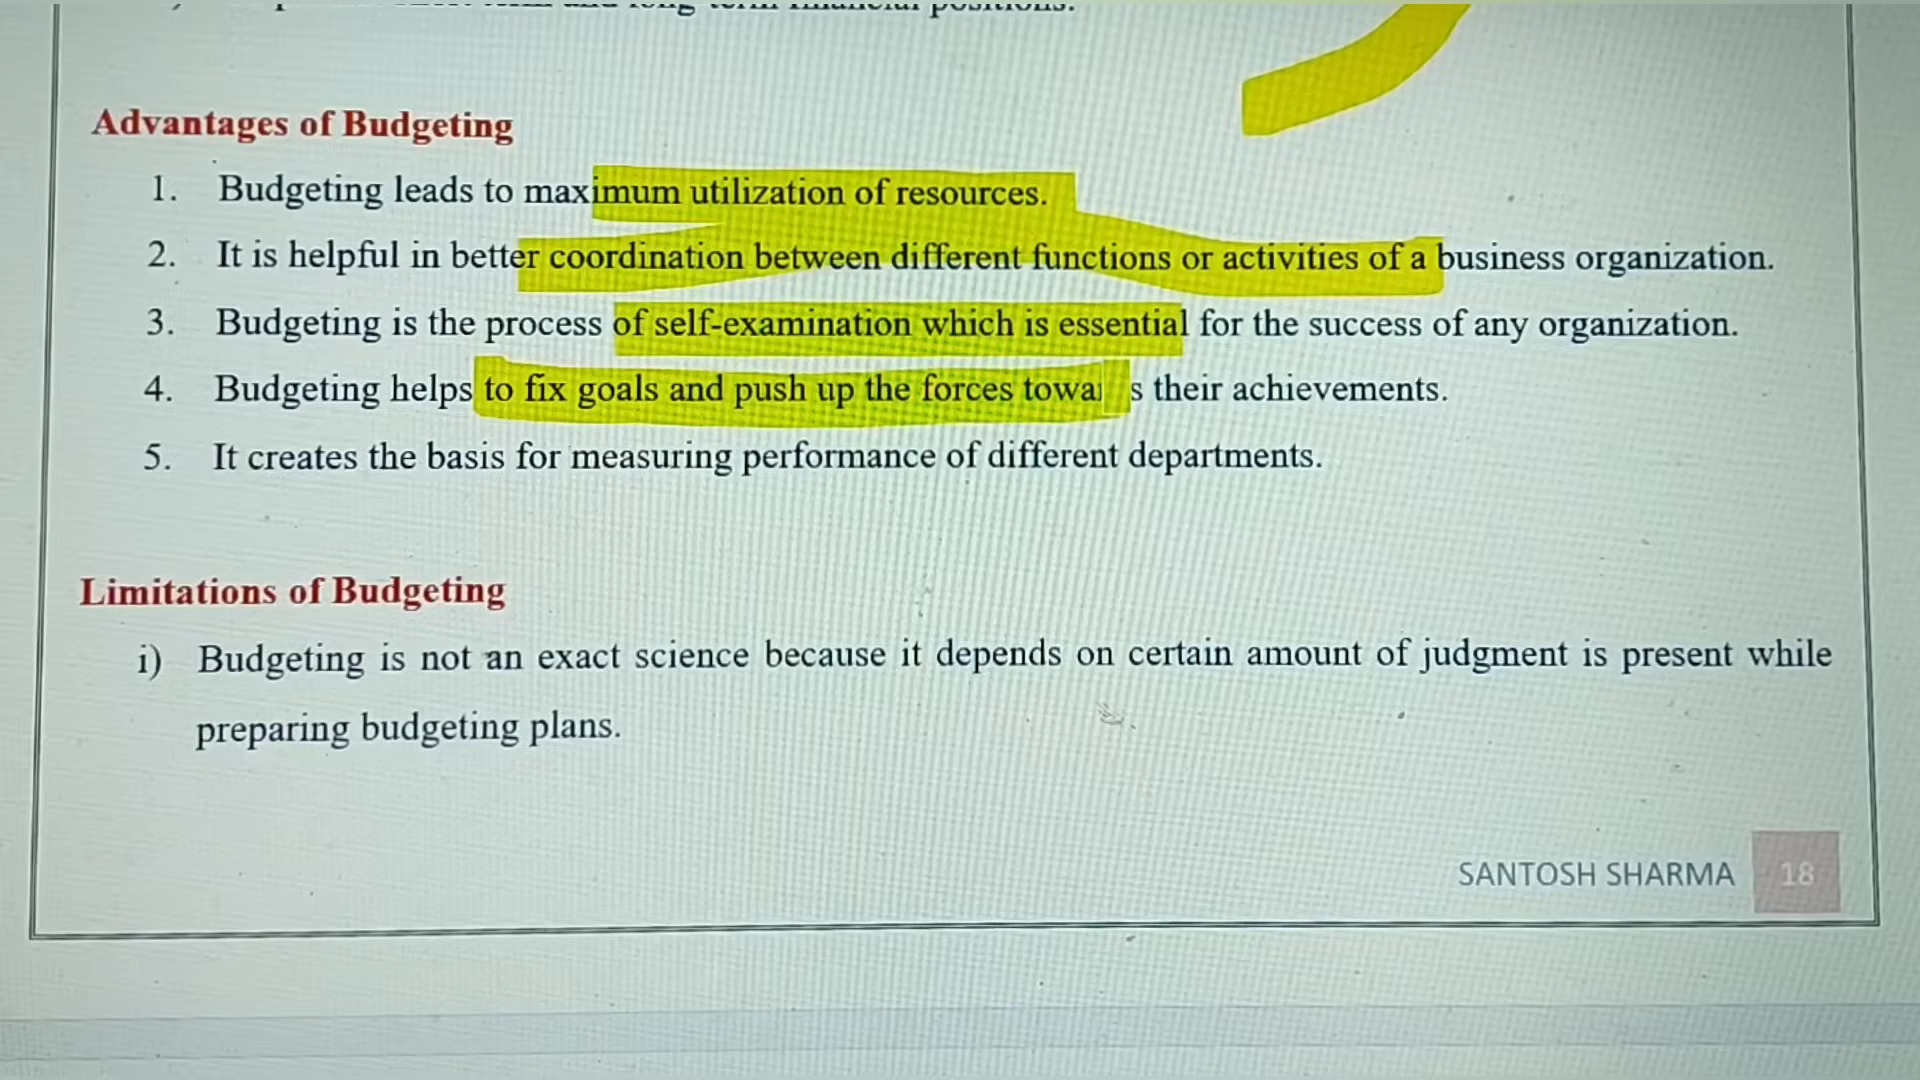 financial positions.
Advantages of Budgeting
1. Budgeting leads to maximum utilization of resources.
2. It is helpful in better coordination between different functions or activities of a business organization.
3. Budgeting is the process of self-examination which is essential for the success of any organization.
4. Budgeting helps to fix goals and push up the forces towa s their achievements.
5. It creates the basis for measuring performance of different departments.
Limitations of Budgeting
i) Budgeting is not an exact science because it depends on certain amount of judgment is present while
preparing budgeting plans.
SANTOSH SHARMA 18